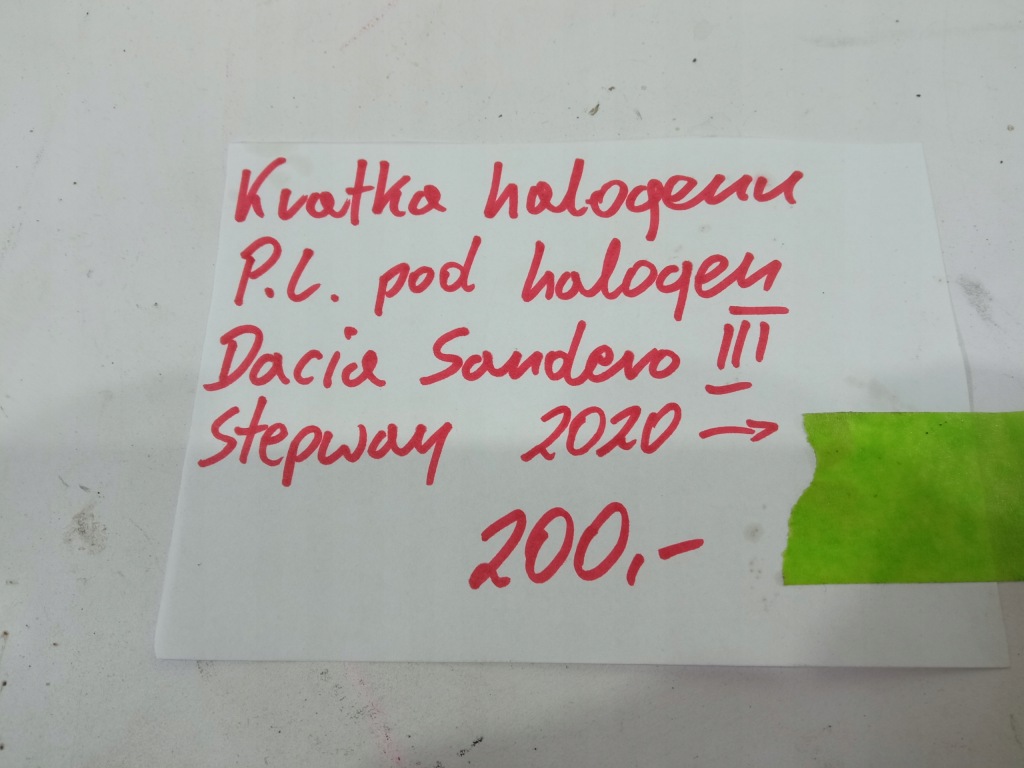 Kratka halogenu
P.L. pod halogen
Dacia Sandero III
Stepway 2020 →
200,-